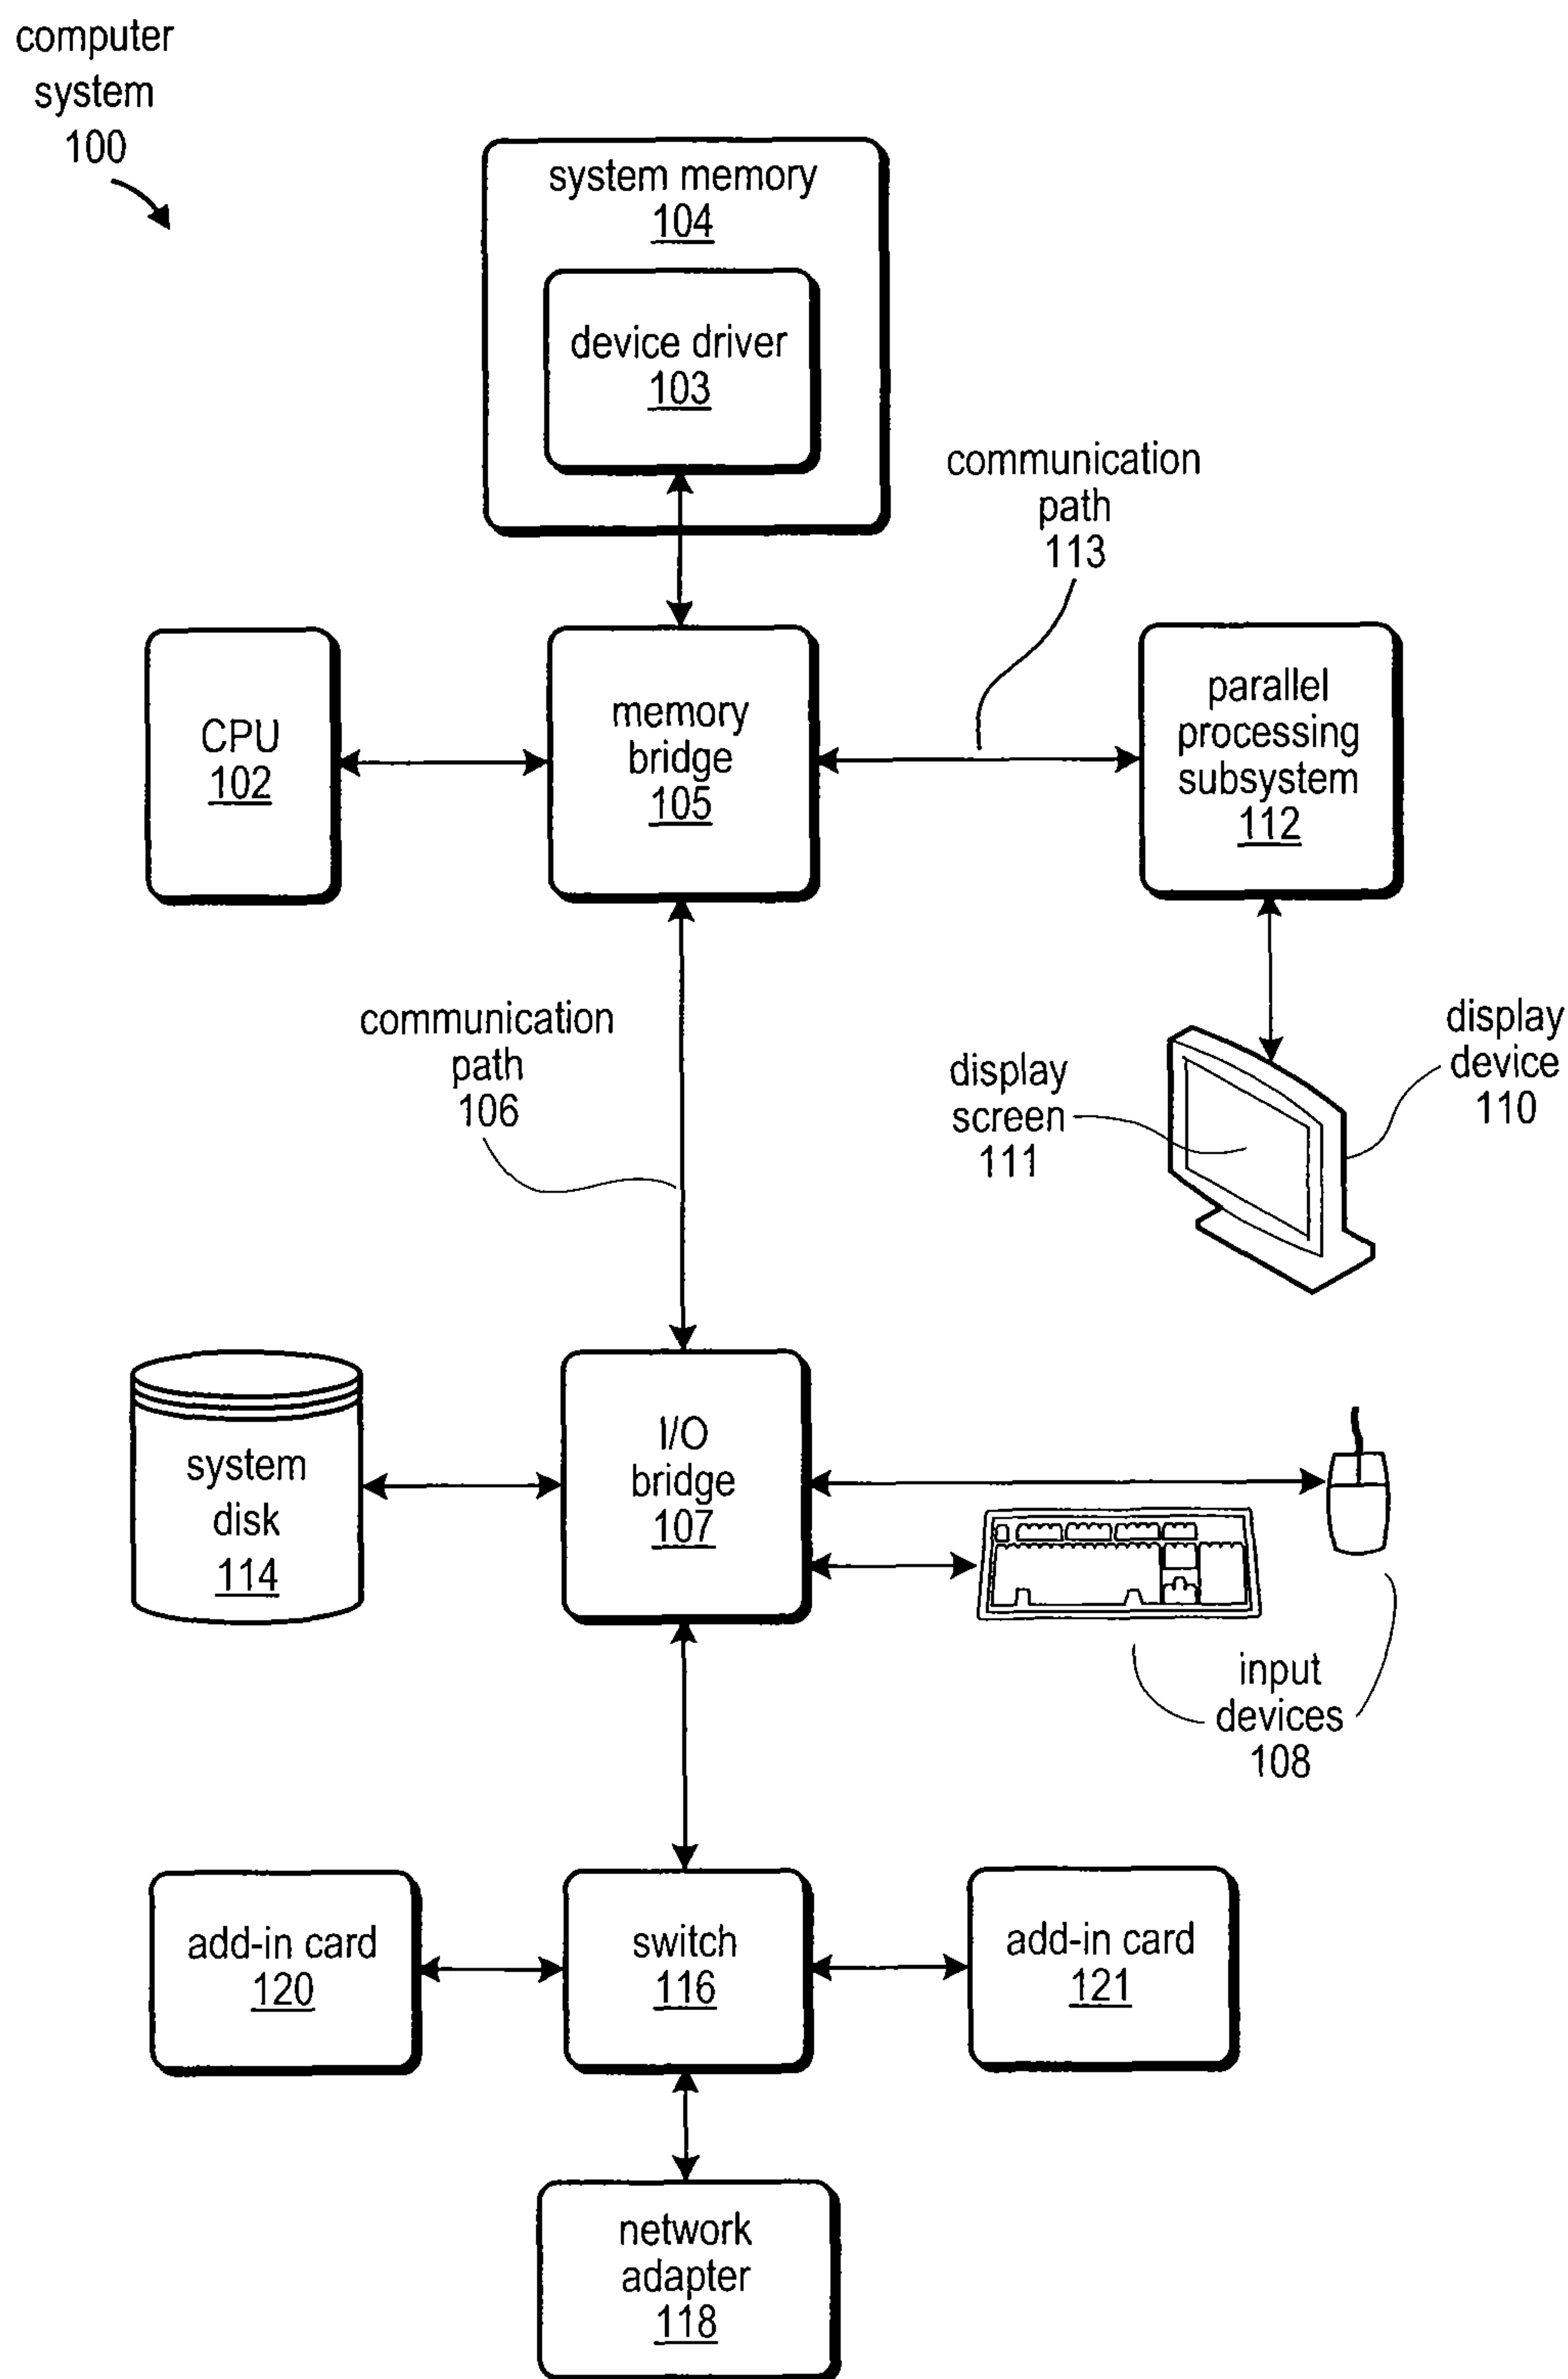 computer
system
100
system memory
104
device driver
103
communication
path
113
CPU
102
memory
bridge
105
parallel
processing
subsystem
112
communication
path
106
display
screen
111
display
device
110
system
disk
114
I/O
bridge
107
input
devices
108
add-in card
120
switch
116
add-in card
121
network
adapter
118